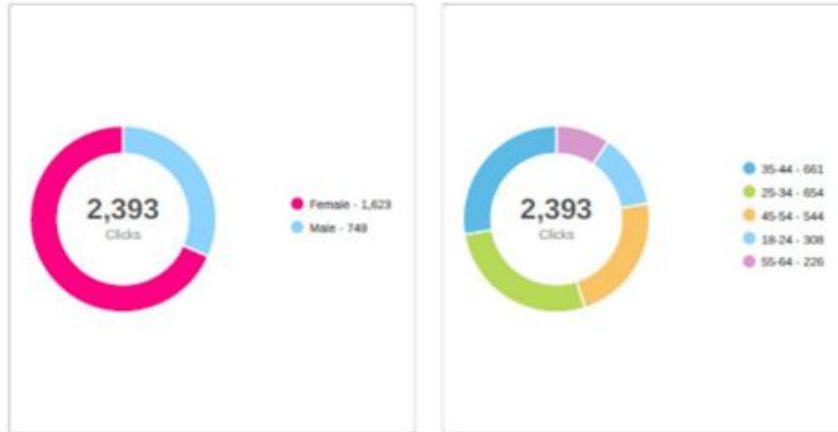 2,393
Clicks
Female - 1,623
Male - 749
2,393
Clicks
35-44 - 661
25-34 - 654
45-54 - 544
18-24 - 308
55-64 - 226